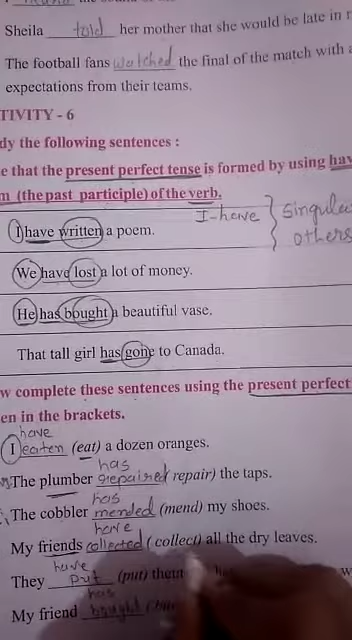 Sheila told her mother that she would be late in r
The football fans watched the final of the match with a
expectations from their teams.
TIVITY - 6
dy the following sentences :
e that the present perfect tense is formed by using hav
m (the past participle) of the verb.
I - have } singula
others
I have written a poem.
We have lost a lot of money.
He has bought a beautiful vase.
That tall girl has gone to Canada.
w complete these sentences using the present perfect
en in the brackets.
have
I eaten (eat) a dozen oranges.
has
The plumber repaired (repair) the taps.
has
The cobbler mended (mend) my shoes.
have
My friends collected (collect) all the dry leaves.
have
They put (put) them
has
My friend bought